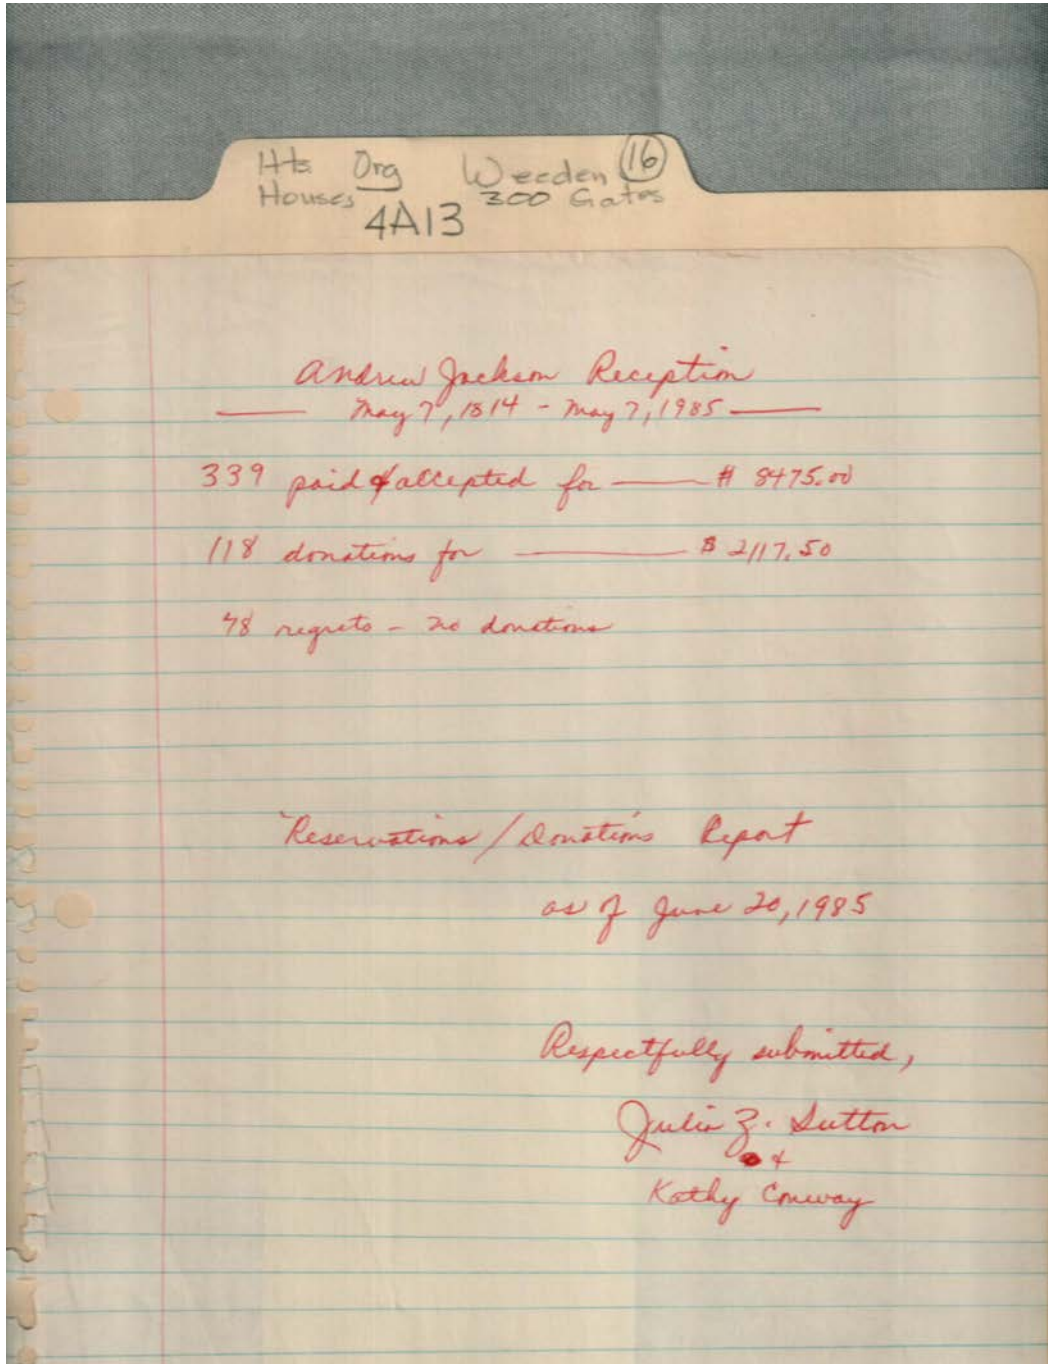 Hts Org Weeden 16
Houses 300 Gates
4A13
Andrew Jackson Reception
May 7, 1814 - May 7, 1985
339 paid & accepted for $ 8475.00
118 donations for $ 2117.50
78 regrets - no donations
Reservations / Donations Report
as of June 20, 1985
Respectfully submitted,
Julia Z. Sutton
&
Kathy Conway